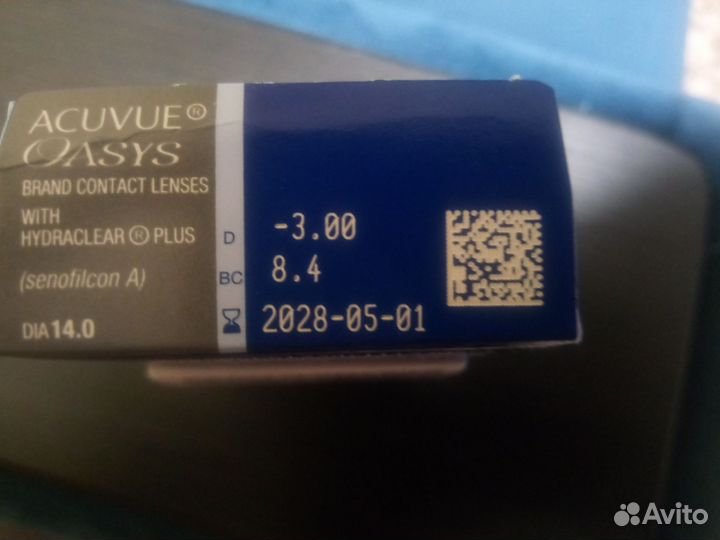 ACUVUE®
OASYS
BRAND CONTACT LENSES
WITH
HYDRACLEAR® PLUS
(senofilcon A)
DIA 14.0
D -3.00
BC 8.4
2028-05-01
Avito